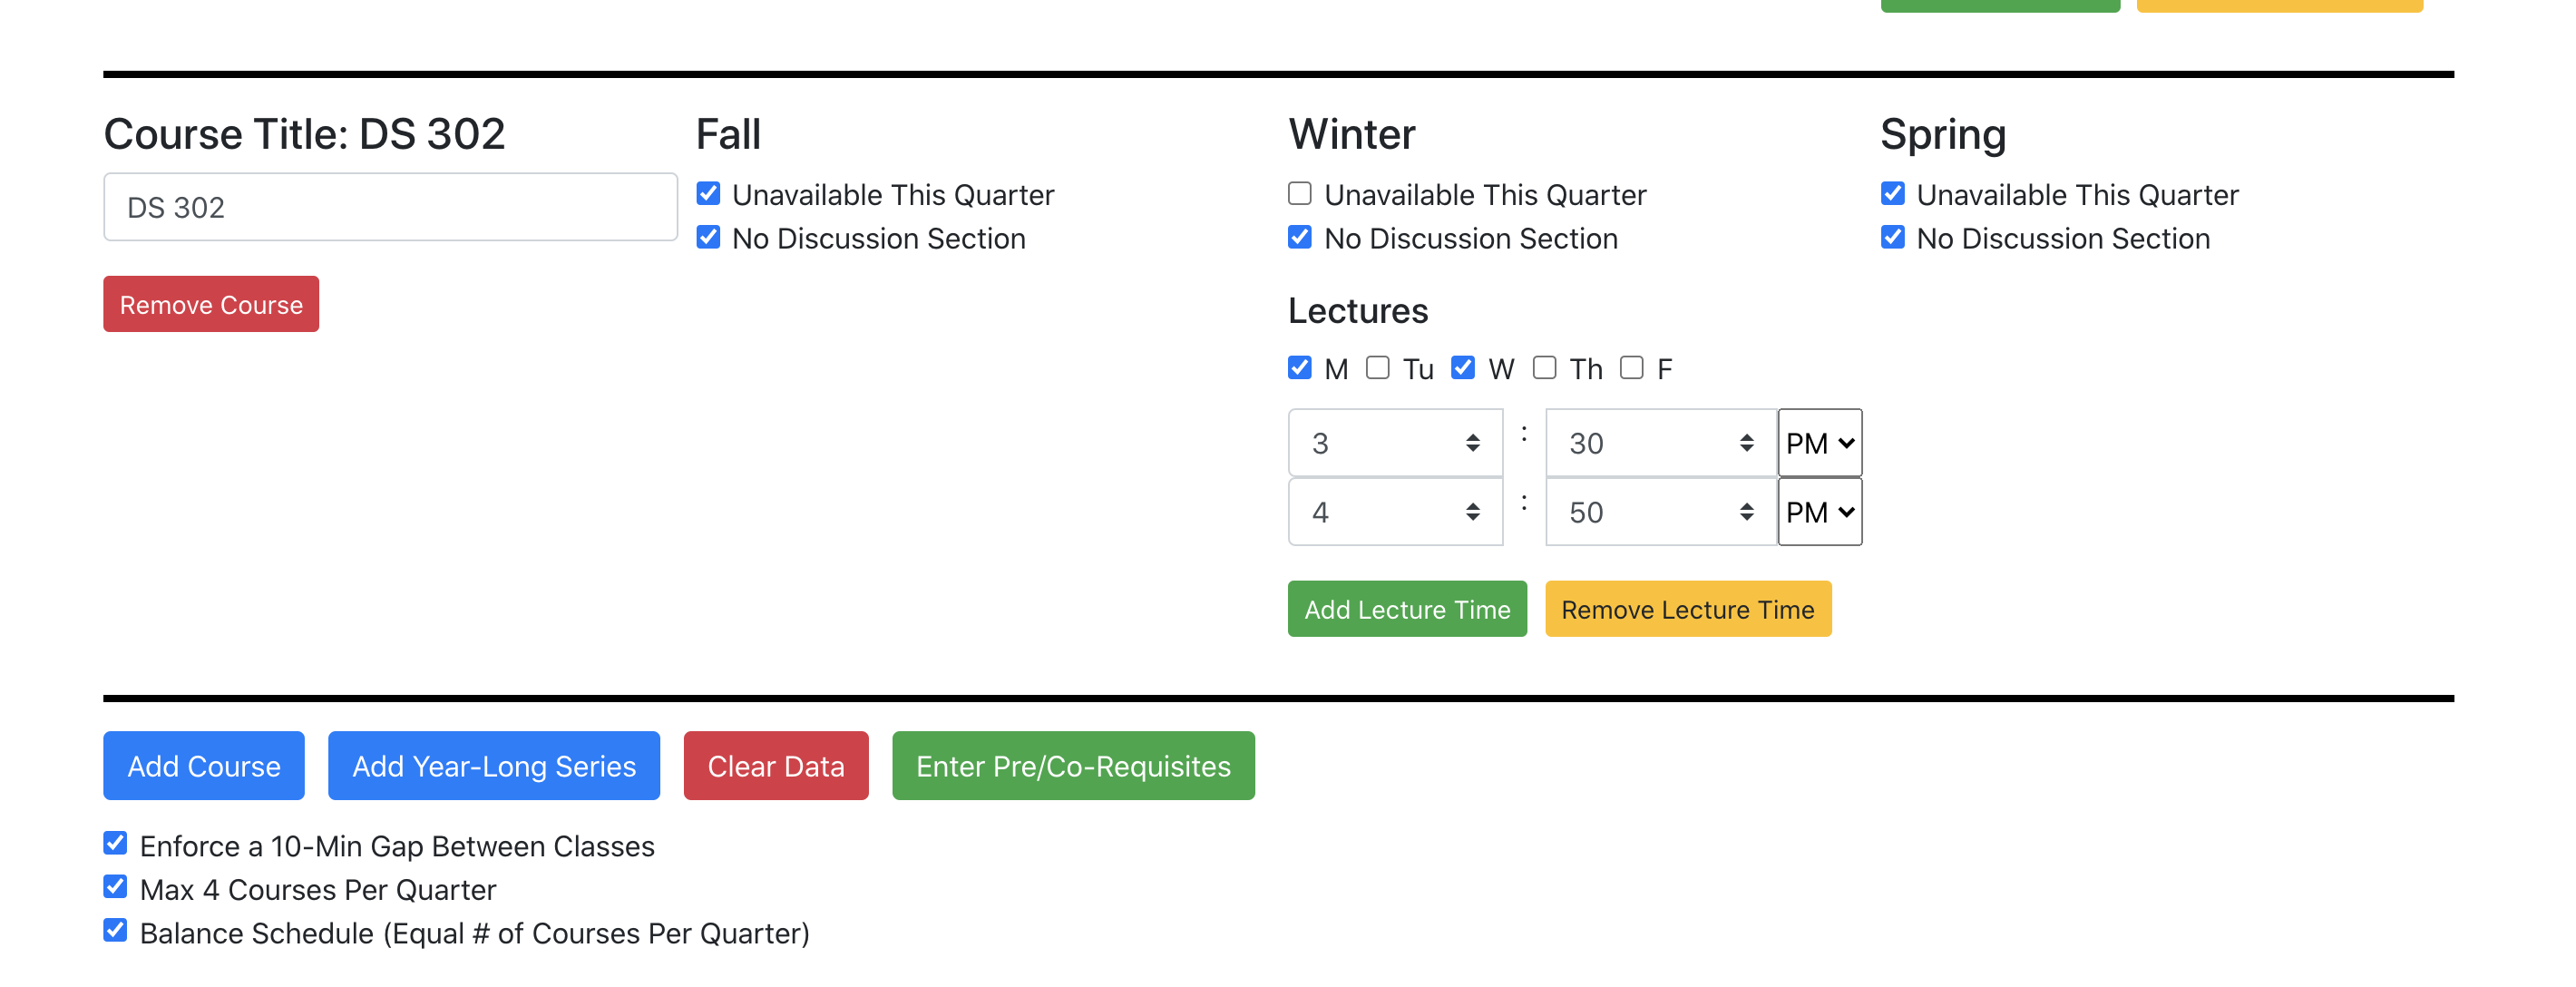 Course Title: DS 302
DS 302
Remove Course
Fall
Unavailable This Quarter
No Discussion Section
Winter
Unavailable This Quarter
No Discussion Section
Lectures
M Tu W Th F
3 : 30 PM
4 : 50 PM
Add Lecture Time Remove Lecture Time
Spring
Unavailable This Quarter
No Discussion Section
Add Course Add Year-Long Series Clear Data Enter Pre/Co-Requisites
Enforce a 10-Min Gap Between Classes
Max 4 Courses Per Quarter
Balance Schedule (Equal # of Courses Per Quarter)